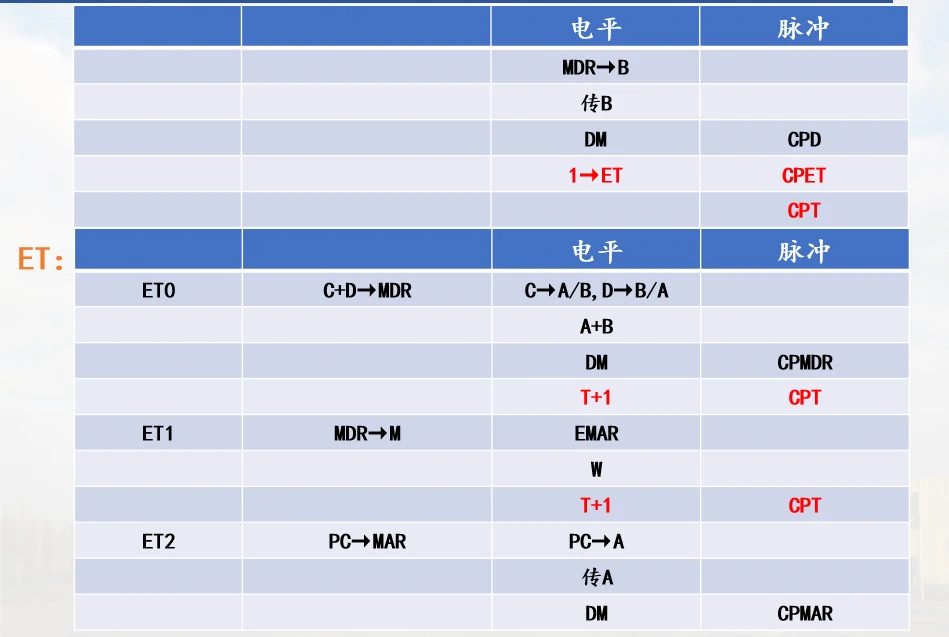 电平 脉冲
MDR→B
传B
DM CPD
1→ET CPET
CPT
ET: 电平 脉冲
ET0 C+D→MDR C→A/B,D→B/A
A+B
DM CPMDR
T+1 CPT
ET1 MDR→M EMAR
W
T+1 CPT
ET2 PC→MAR PC→A
传A
DM CPMAR